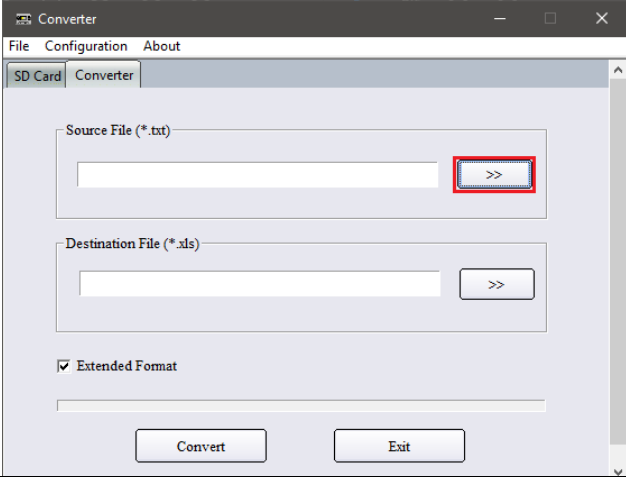 Converter
File Configuration About
SD Card Converter
Source File (*.txt)
>>
Destination File (*.xls)
>>
Extended Format
Convert Exit